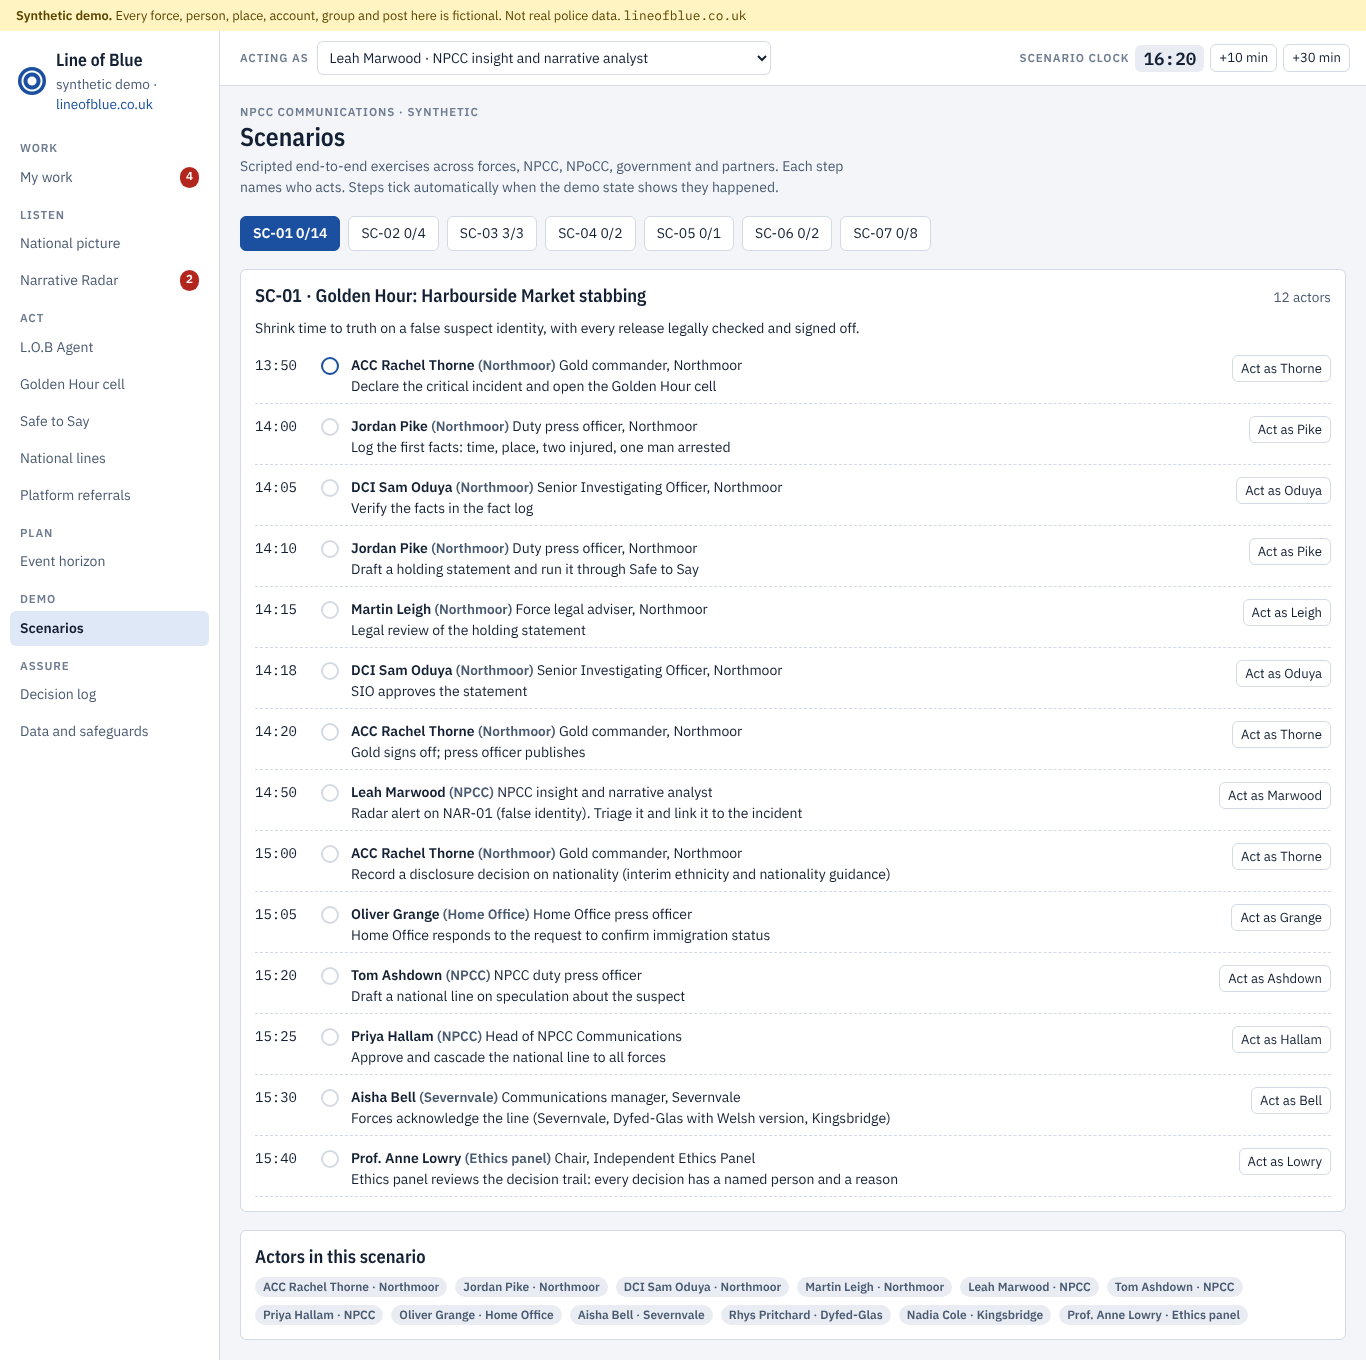 Synthetic demo. Every force, person, place, account, group and post here is fictional. Not real police data. lineofblue.co.uk
Line of Blue
synthetic demo ·
lineofblue.co.uk
WORK
My work 4
LISTEN
National picture
Narrative Radar 2
ACT
L.O.B Agent
Golden Hour cell
Safe to Say
National lines
Platform referrals
PLAN
Event horizon
DEMO
Scenarios
ASSURE
Decision log
Data and safeguards
ACTING AS Leah Marwood · NPCC insight and narrative analyst SCENARIO CLOCK 16:20 +10 min +30 min
NPCC COMMUNICATIONS · SYNTHETIC
Scenarios
Scripted end-to-end exercises across forces, NPCC, NPoCC, government and partners. Each step
names who acts. Steps tick automatically when the demo state shows they happened.
SC-01 0/14 SC-02 0/4 SC-03 3/3 SC-04 0/2 SC-05 0/1 SC-06 0/2 SC-07 0/8
SC-01 · Golden Hour: Harbourside Market stabbing 12 actors
Shrink time to truth on a false suspect identity, with every release legally checked and signed off.
13:50 ACC Rachel Thorne (Northmoor) Gold commander, Northmoor Act as Thorne
Declare the critical incident and open the Golden Hour cell
14:00 Jordan Pike (Northmoor) Duty press officer, Northmoor Act as Pike
Log the first facts: time, place, two injured, one man arrested
14:05 DCI Sam Oduya (Northmoor) Senior Investigating Officer, Northmoor Act as Oduya
Verify the facts in the fact log
14:10 Jordan Pike (Northmoor) Duty press officer, Northmoor Act as Pike
Draft a holding statement and run it through Safe to Say
14:15 Martin Leigh (Northmoor) Force legal adviser, Northmoor Act as Leigh
Legal review of the holding statement
14:18 DCI Sam Oduya (Northmoor) Senior Investigating Officer, Northmoor Act as Oduya
SIO approves the statement
14:20 ACC Rachel Thorne (Northmoor) Gold commander, Northmoor Act as Thorne
Gold signs off; press officer publishes
14:50 Leah Marwood (NPCC) NPCC insight and narrative analyst Act as Marwood
Radar alert on NAR-01 (false identity). Triage it and link it to the incident
15:00 ACC Rachel Thorne (Northmoor) Gold commander, Northmoor Act as Thorne
Record a disclosure decision on nationality (interim ethnicity and nationality guidance)
15:05 Oliver Grange (Home Office) Home Office press officer Act as Grange
Home Office responds to the request to confirm immigration status
15:20 Tom Ashdown (NPCC) NPCC duty press officer Act as Ashdown
Draft a national line on speculation about the suspect
15:25 Priya Hallam (NPCC) Head of NPCC Communications Act as Hallam
Approve and cascade the national line to all forces
15:30 Aisha Bell (Severnvale) Communications manager, Severnvale Act as Bell
Forces acknowledge the line (Severnvale, Dyfed-Glas with Welsh version, Kingsbridge)
15:40 Prof. Anne Lowry (Ethics panel) Chair, Independent Ethics Panel Act as Lowry
Ethics panel reviews the decision trail: every decision has a named person and a reason
Actors in this scenario
ACC Rachel Thorne · Northmoor Jordan Pike · Northmoor DCI Sam Oduya · Northmoor Martin Leigh · Northmoor Leah Marwood · NPCC Tom Ashdown · NPCC
Priya Hallam · NPCC Oliver Grange · Home Office Aisha Bell · Severnvale Rhys Pritchard · Dyfed-Glas Nadia Cole · Kingsbridge Prof. Anne Lowry · Ethics panel